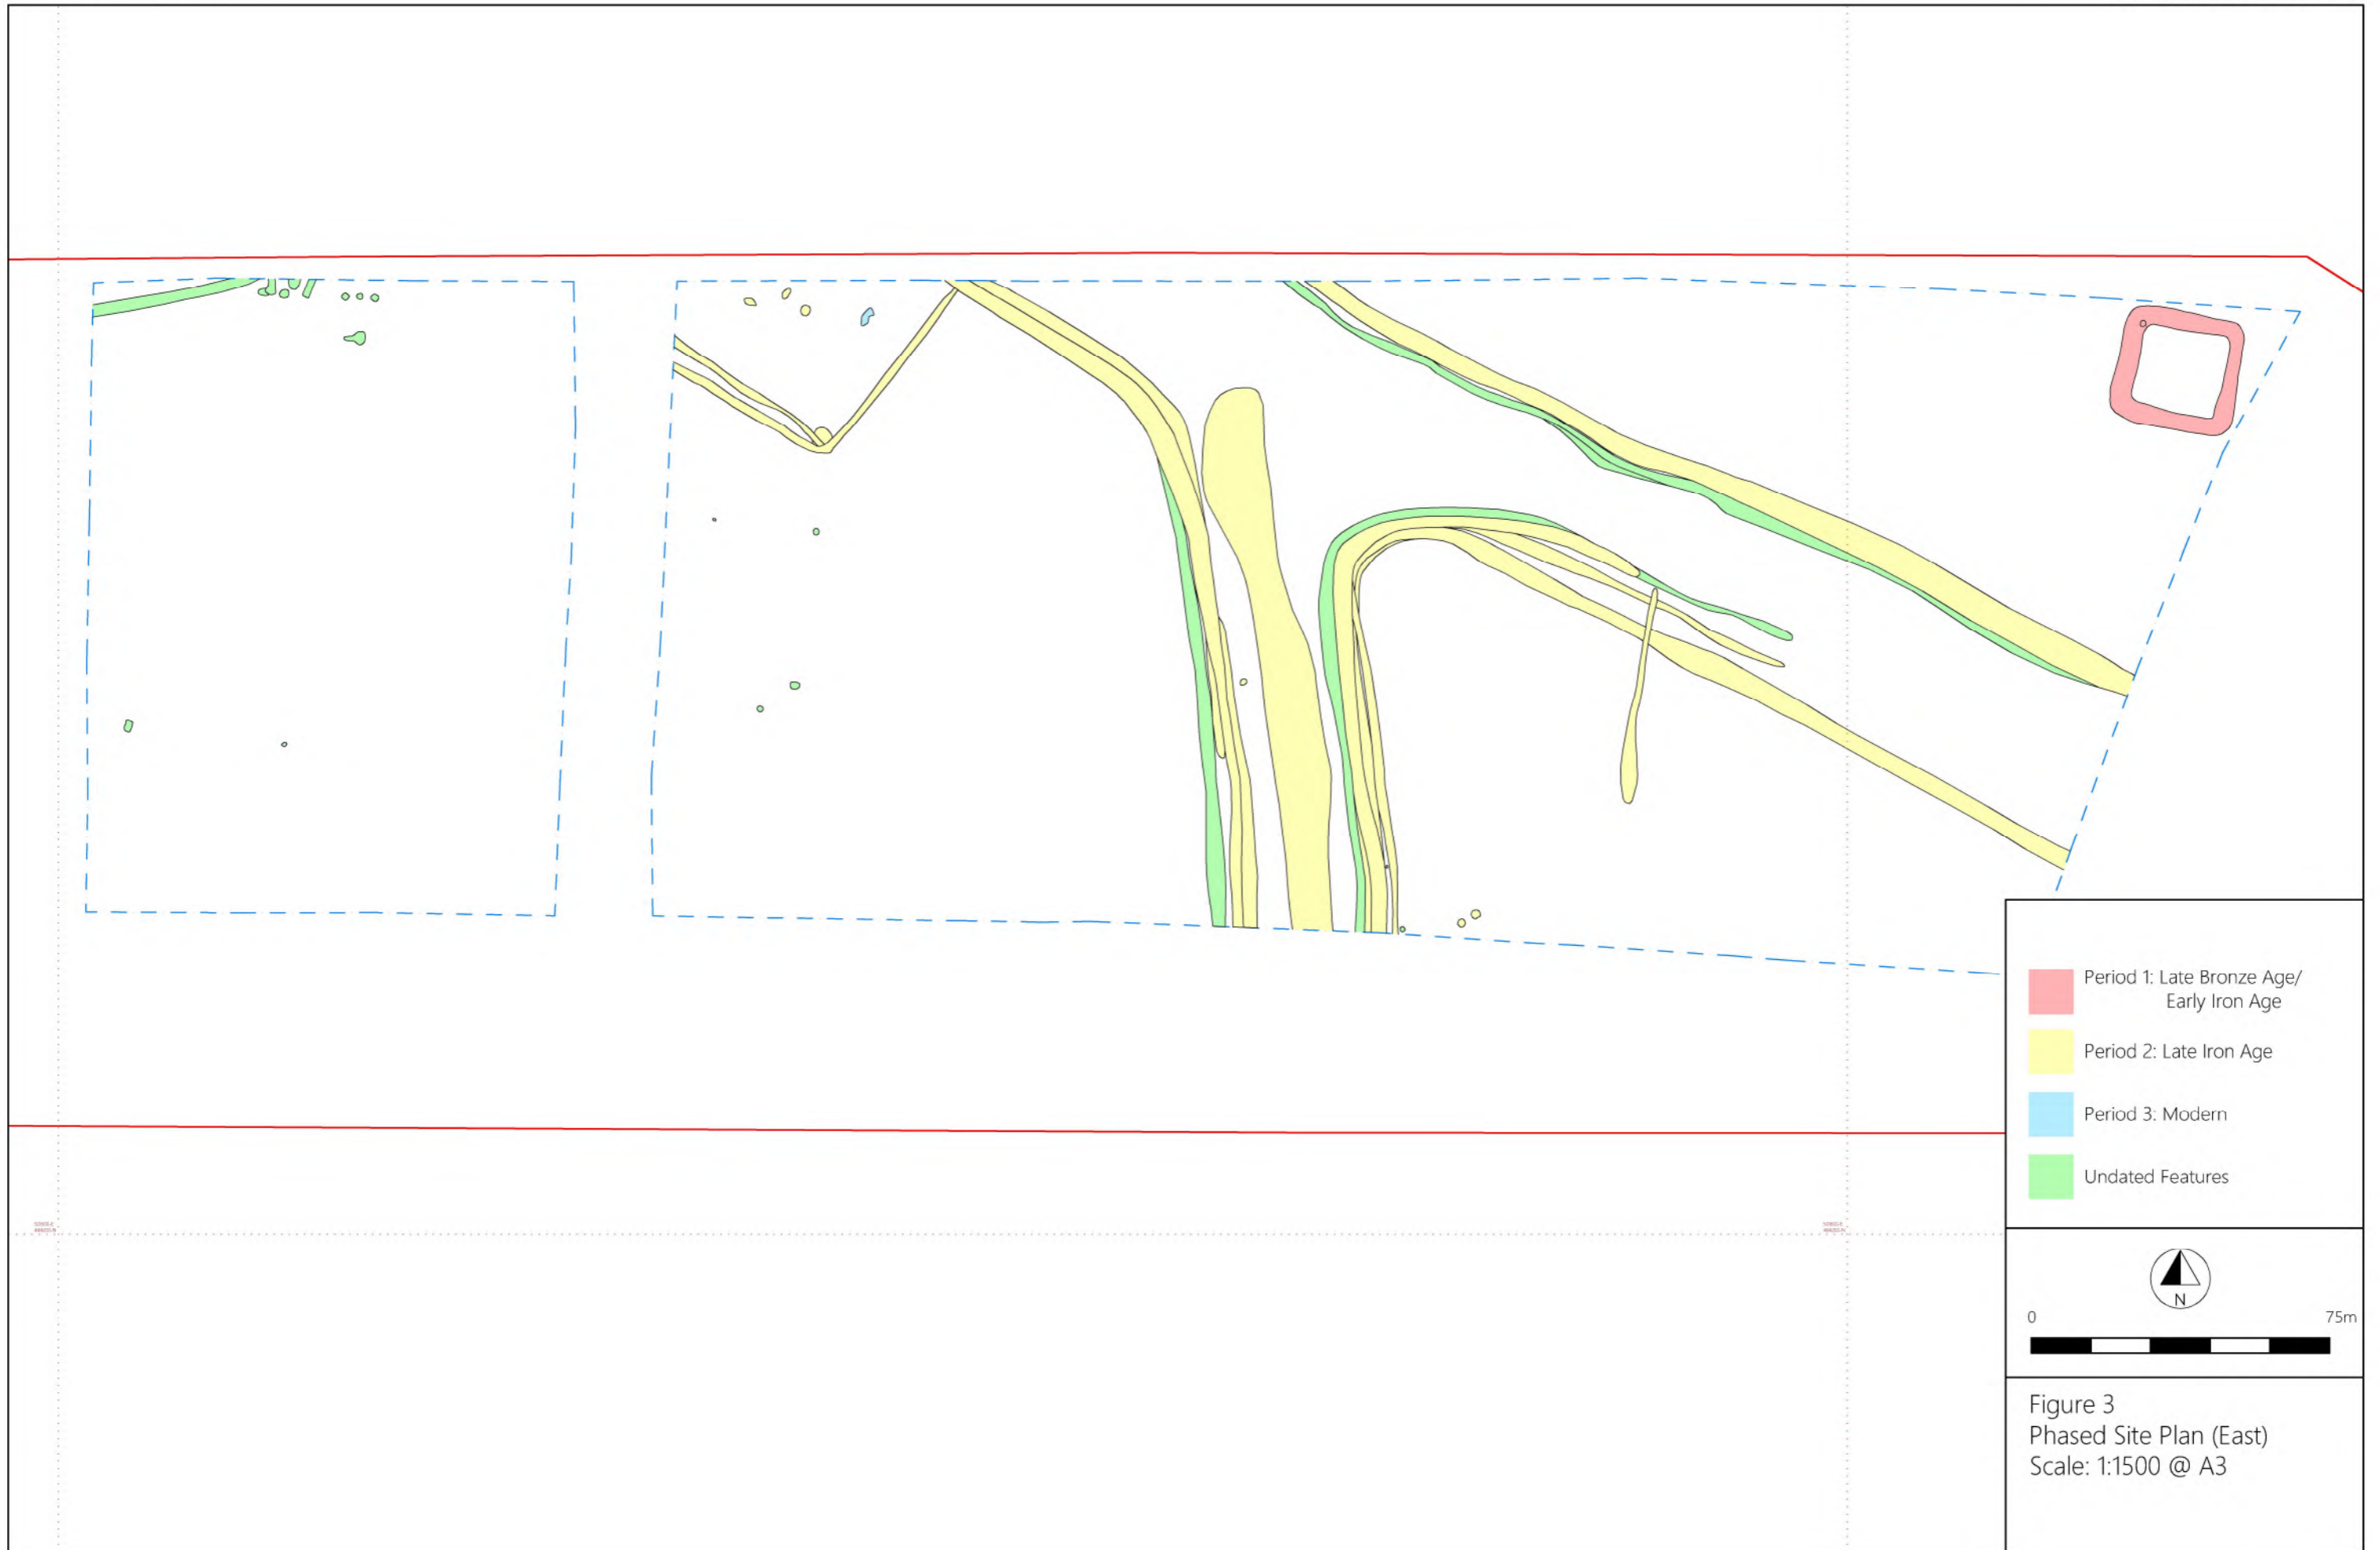 Period 1: Late Bronze Age/
Early Iron Age
Period 2: Late Iron Age
Period 3: Modern
Undated Features
N
0 75m
Figure 3
Phased Site Plan (East)
Scale: 1:1500 @ A3